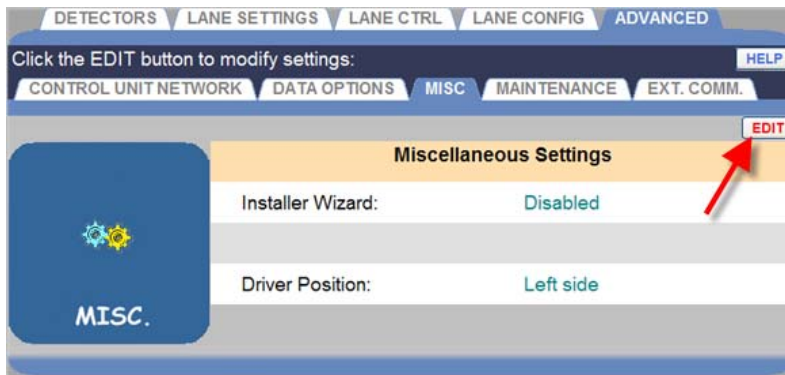 DETECTORS LANE SETTINGS LANE CTRL LANE CONFIG ADVANCED
Click the EDIT button to modify settings: HELP
CONTROL UNIT NETWORK DATA OPTIONS MISC MAINTENANCE EXT. COMM.
EDIT
Miscellaneous Settings
Installer Wizard: Disabled
Driver Position: Left side
MISC.